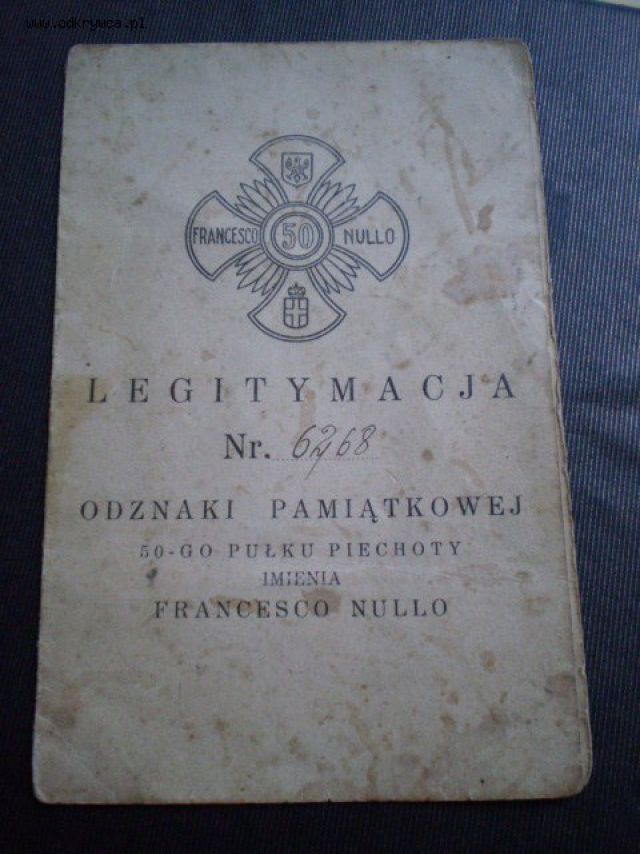 www.odkrywca.pl
FRANCESCO 50 NULLO
LEGITYMACJA
Nr. 6268
ODZNAKI PAMIĄTKOWEJ
50-GO PUŁKU PIECHOTY
IMIENIA
FRANCESCO NULLO